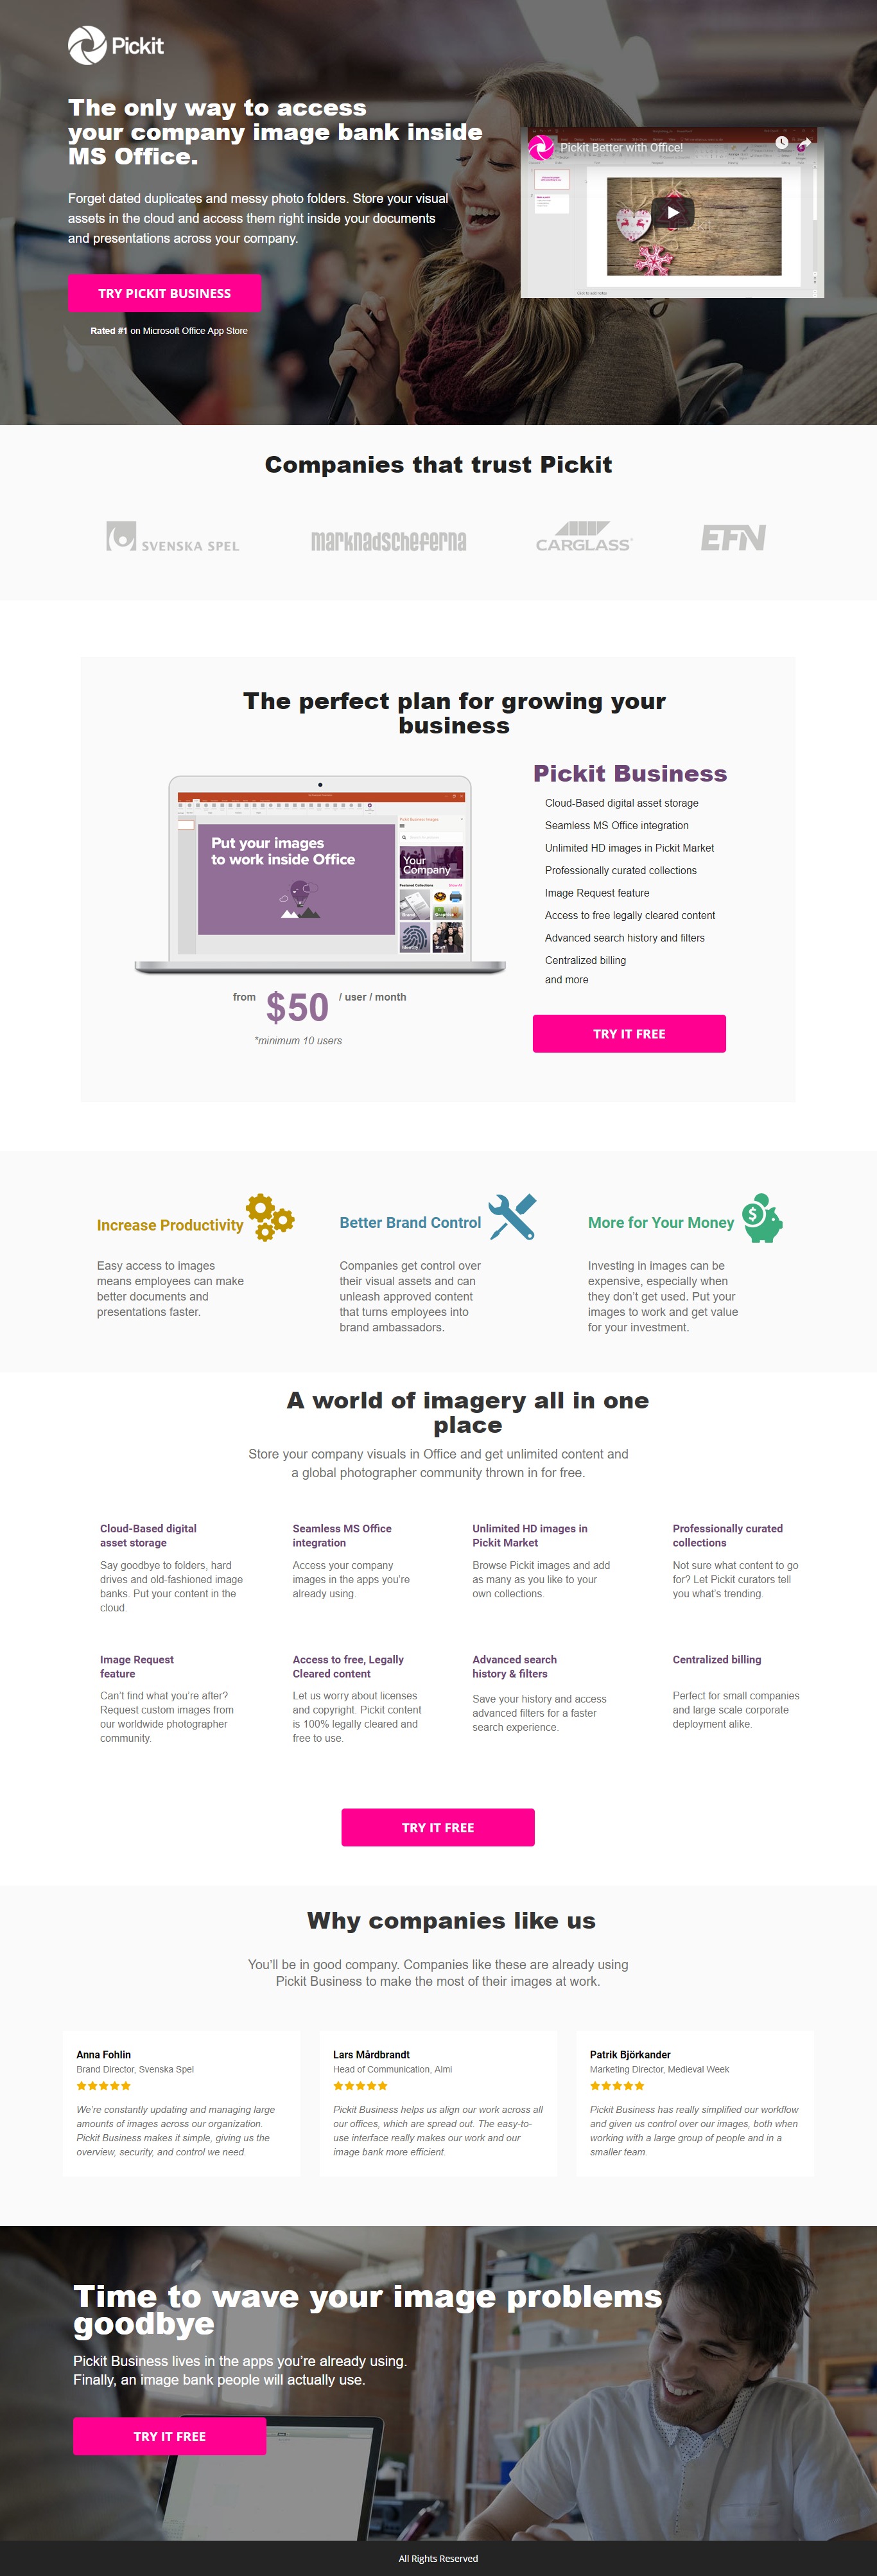 Pickit
The only way to access
your company image bank inside
MS Office.
Forget dated duplicates and messy photo folders. Store your visual
assets in the cloud and access them right inside your documents
and presentations across your company.
TRY PICKIT BUSINESS
Rated #1 on Microsoft Office App Store
Pickit Better with Office!
Click to add notes
Companies that trust Pickit
SVENSKA SPEL
marknadscheferna
CARGLASS®
EFN
The perfect plan for growing your
business
Put your images
to work inside Office
Pickit Business Images
Your
Company
Featured Collections
Show All
Brand
Graphics
Identity
Staff
from $50 / user / month
*minimum 10 users
Pickit Business
Cloud-Based digital asset storage
Seamless MS Office integration
Unlimited HD images in Pickit Market
Professionally curated collections
Image Request feature
Access to free legally cleared content
Advanced search history and filters
Centralized billing
and more
TRY IT FREE
Increase Productivity
Easy access to images
means employees can make
better documents and
presentations faster.
Better Brand Control
Companies get control over
their visual assets and can
unleash approved content
that turns employees into
brand ambassadors.
More for Your Money
$
Investing in images can be
expensive, especially when
they don't get used. Put your
images to work and get value
for your investment.
A world of imagery all in one
place
Store your company visuals in Office and get unlimited content and
a global photographer community thrown in for free.
Cloud-Based digital
asset storage
Say goodbye to folders, hard
drives and old-fashioned image
banks. Put your content in the
cloud.
Seamless MS Office
integration
Access your company
images in the apps you're
already using.
Unlimited HD images in
Pickit Market
Browse Pickit images and add
as many as you like to your
own collections.
Professionally curated
collections
Not sure what content to go
for? Let Pickit curators tell
you what's trending.
Image Request
feature
Can't find what you're after?
Request custom images from
our worldwide photographer
community.
Access to free, Legally
Cleared content
Let us worry about licenses
and copyright. Pickit content
is 100% legally cleared and
free to use.
Advanced search
history & filters
Save your history and access
advanced filters for a faster
search experience.
Centralized billing
Perfect for small companies
and large scale corporate
deployment alike.
TRY IT FREE
Why companies like us
You'll be in good company. Companies like these are already using
Pickit Business to make the most of their images at work.
Anna Fohlin
Brand Director, Svenska Spel
We're constantly updating and managing large
amounts of images across our organization.
Pickit Business makes it simple, giving us the
overview, security, and control we need.
Lars Mårdbrandt
Head of Communication, Almi
Pickit Business helps us align our work across all
our offices, which are spread out. The easy-to-
use interface really makes our work and our
image bank more efficient.
Patrik Björkander
Marketing Director, Medieval Week
Pickit Business has really simplified our workflow
and given us control over our images, both when
working with a large group of people and in a
smaller team.
Time to wave your image problems
goodbye
Pickit Business lives in the apps you're already using.
Finally, an image bank people will actually use.
TRY IT FREE
All Rights Reserved